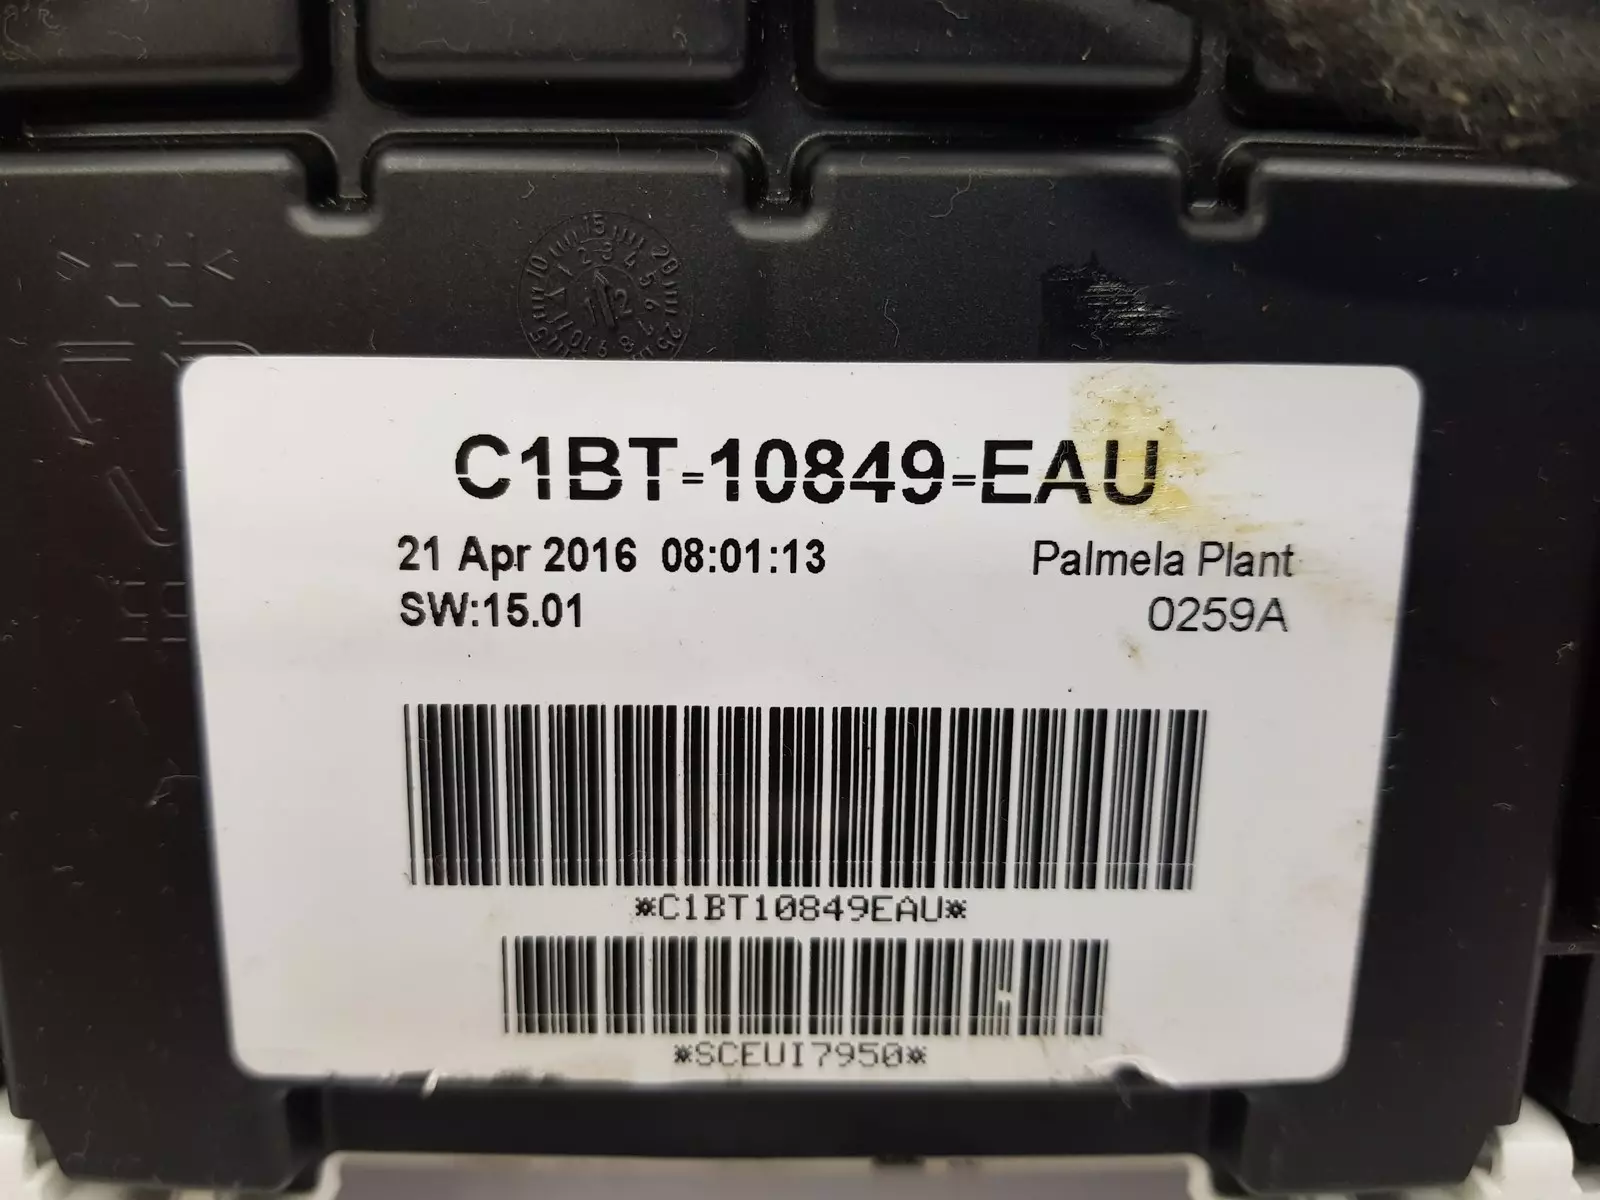 C1BT-10849-EAU
21 Apr 2016 08:01:13 Palmela Plant
SW:15.01 0259A
*C1BT10849EAU*
*SCEUI7950*